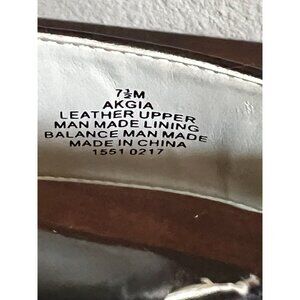 7½M
AKGIA
LEATHER UPPER
MAN MADE LINING
BALANCE MAN MADE
MADE IN CHINA
1551 0217